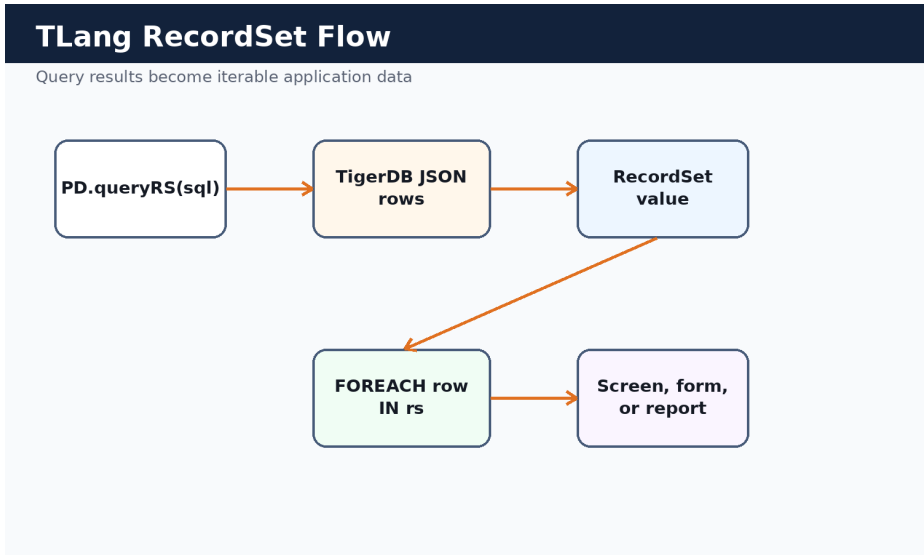 TLang RecordSet Flow
Query results become iterable application data
PD.queryRS(sql)
TigerDB JSON
rows
RecordSet
value
FOREACH row
IN rs
Screen, form,
or report